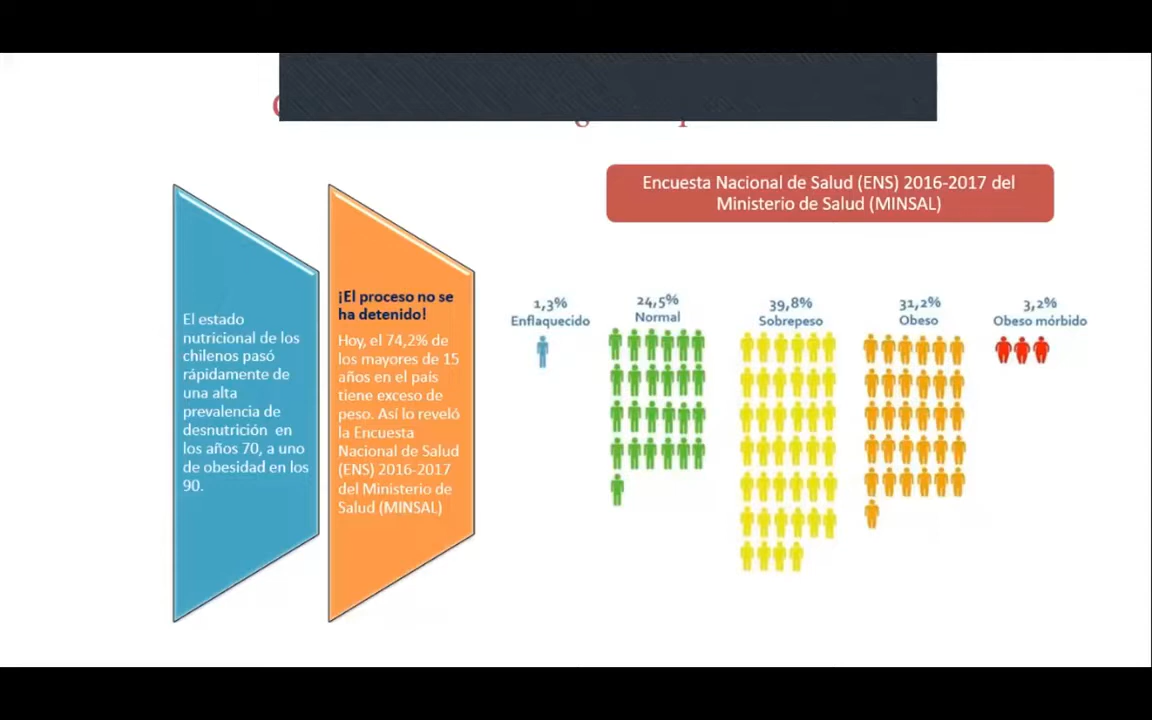 El estado
nutricional de los
chilenos pasó
rápidamente de
una alta
prevalencia de
desnutrición en
los años 70, a uno
de obesidad en los
90.
¡El proceso no se
ha detenido!
Hoy, el 74,2% de
los mayores de 15
años en el país
tiene exceso de
peso. Así lo reveló
la Encuesta
Nacional de Salud
(ENS) 2016-2017
del Ministerio de
Salud (MINSAL)
Encuesta Nacional de Salud (ENS) 2016-2017 del
Ministerio de Salud (MINSAL)
1,3%
Enflaquecido
24,5%
Normal
39,8%
Sobrepeso
31,2%
Obeso
3,2%
Obeso mórbido